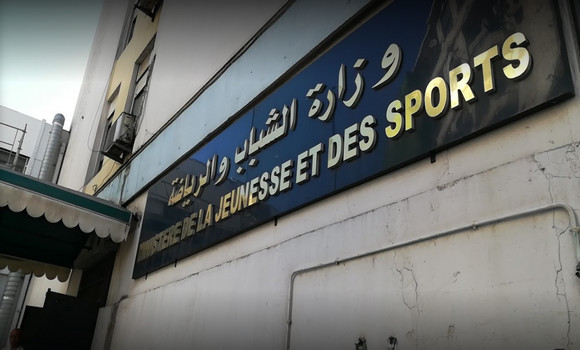 وزارة الشباب والرياضة
MINISTERE DE LA JEUNESSE ET DES SPORTS